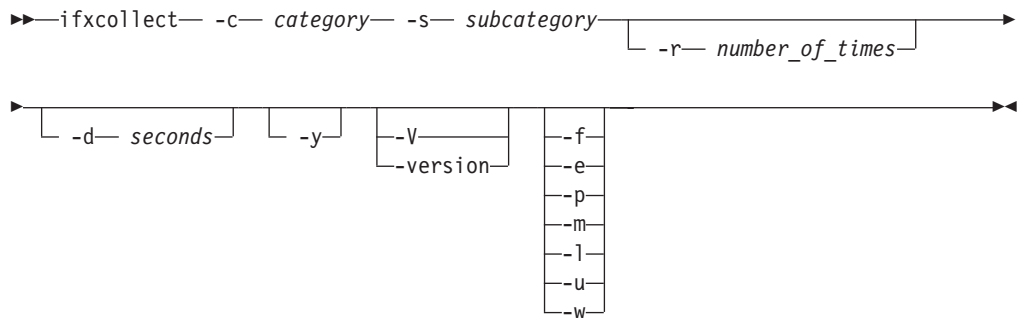 ifxcollect -c category -s subcategory
-r number_of_times
-d seconds -y -V -f
-version -e
-p
-m
-l
-u
-w